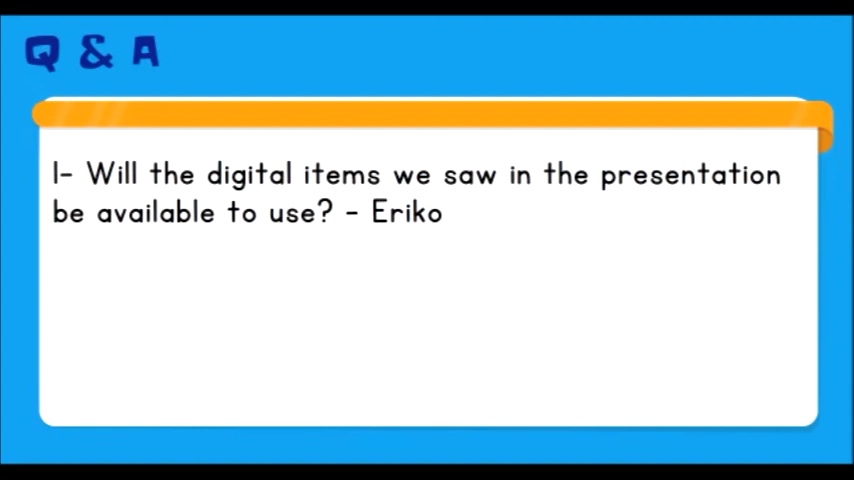 Q & A
1- Will the digital items we saw in the presentation
be available to use? - Eriko